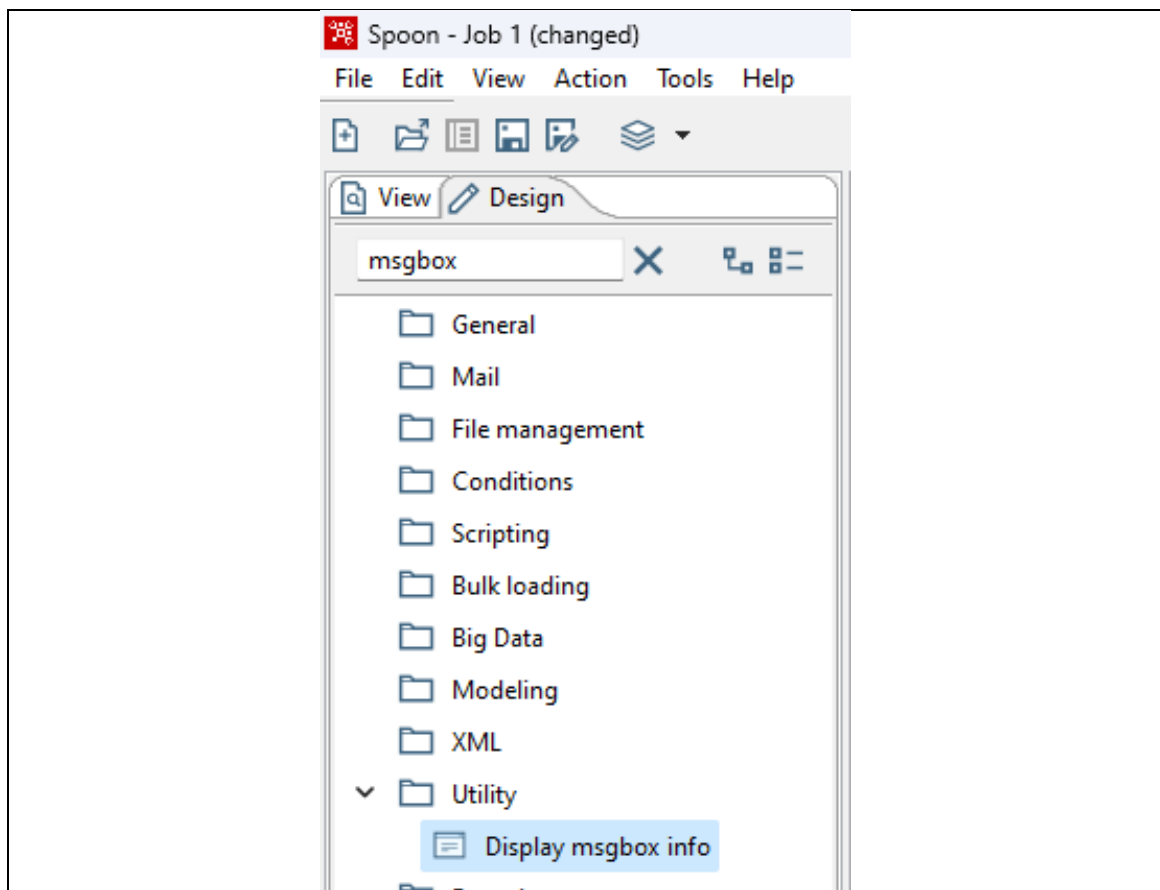 Spoon - Job 1 (changed)
File Edit View Action Tools Help
View Design
msgbox
General
Mail
File management
Conditions
Scripting
Bulk loading
Big Data
Modeling
XML
Utility
Display msgbox info